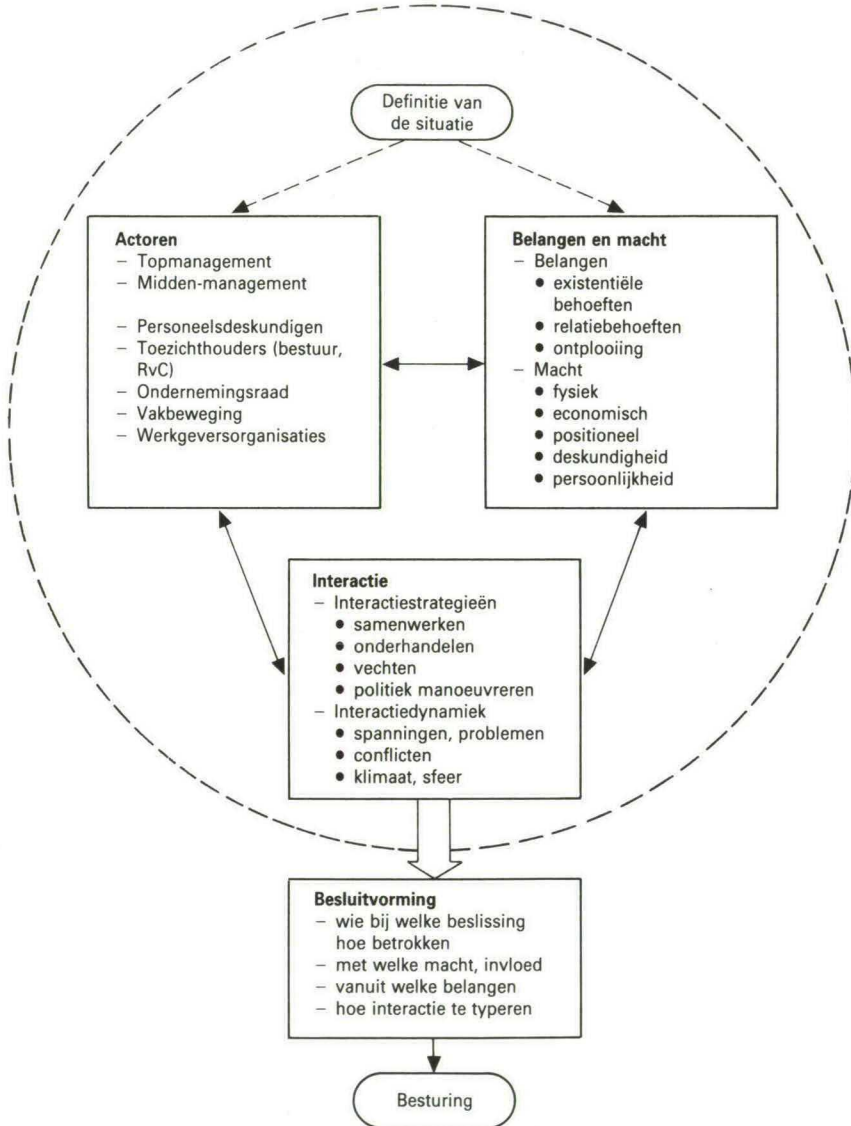 Definitie van
de situatie
Actoren
– Topmanagement
– Midden-management
– Personeelsdeskundigen
– Toezichthouders (bestuur,
RvC)
– Ondernemingsraad
– Vakbeweging
– Werkgeversorganisaties
Belangen en macht
– Belangen
● existentiële
behoeften
● relatiebehoeften
● ontplooiing
– Macht
● fysiek
● economisch
● positioneel
● deskundigheid
● persoonlijkheid
Interactie
– Interactiestrategieën
● samenwerken
● onderhandelen
● vechten
● politiek manoeuvreren
– Interactiedynamiek
● spanningen, problemen
● conflicten
● klimaat, sfeer
Besluitvorming
– wie bij welke beslissing
hoe betrokken
– met welke macht, invloed
– vanuit welke belangen
– hoe interactie te typeren
Besturing